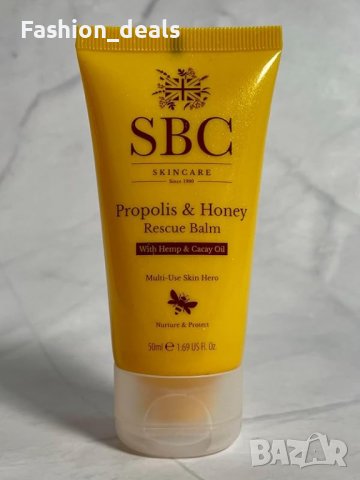 Fashion_deals
SBC
SKINCARE
Since 1990
Propolis & Honey
Rescue Balm
With Hemp & Cacay Oil
Multi-Use Skin Hero
Nurture & Protect
50ml ℮ 1.69 US Fl. Oz.
BAZAR